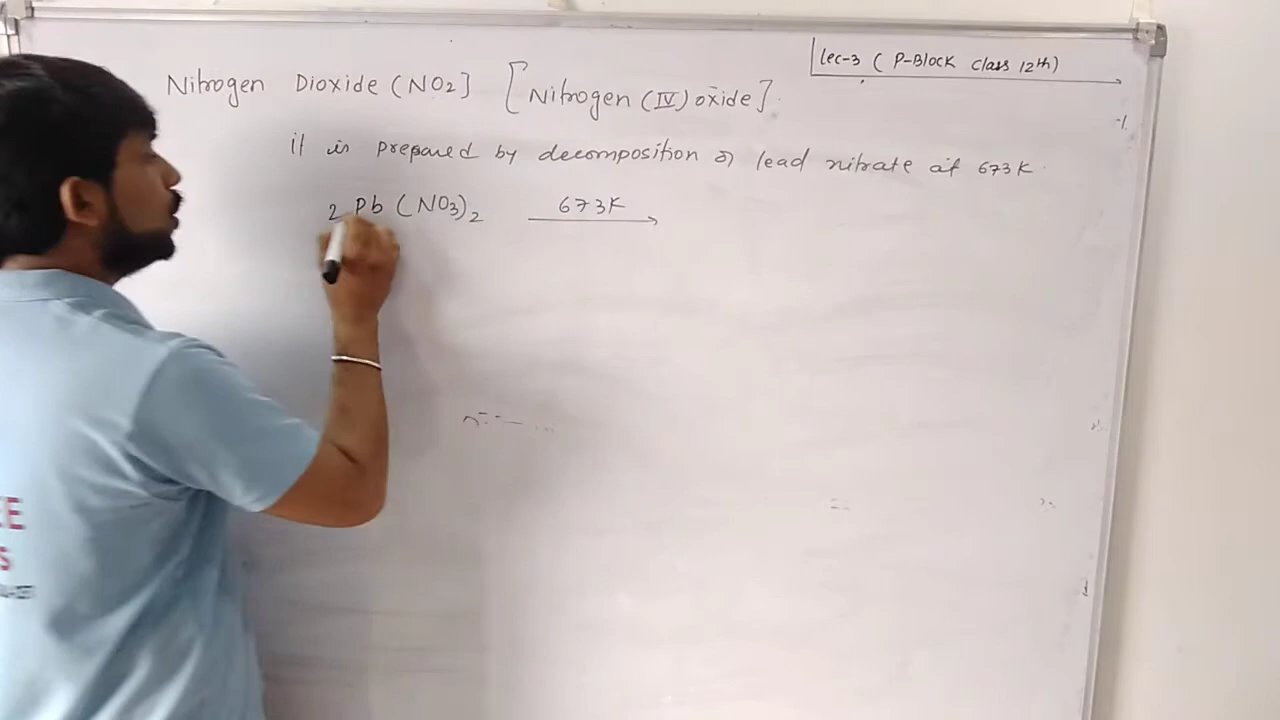 Lec-3 ( P-Block Class 12th)
Nitrogen Dioxide (NO2] [Nitrogen (IV) oxide].
it is prepared by decomposition of lead nitrate at 673K.
2 Pb (NO3)2 673K →
CE
S